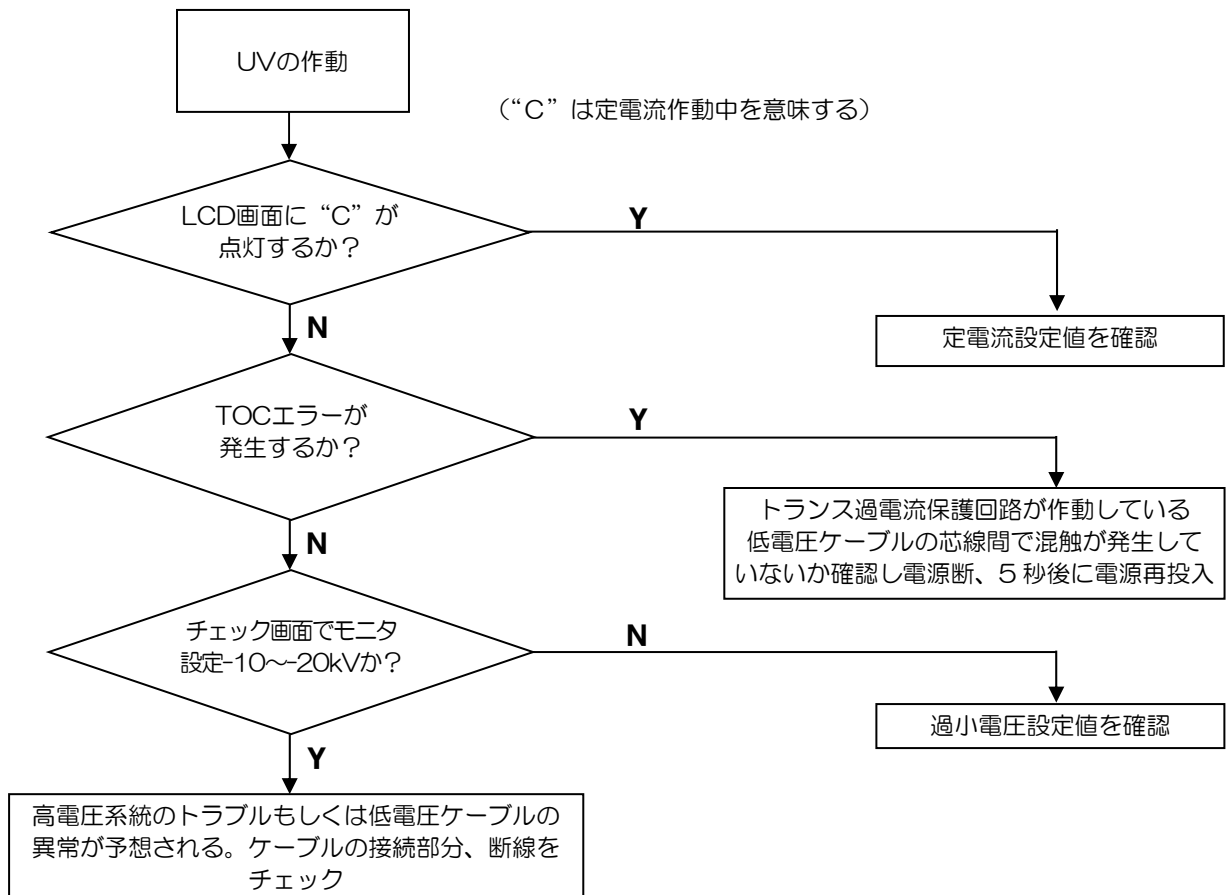 UVの作動
（“C”は定電流作動中を意味する）
LCD画面に“C”が
点灯するか？
Y
N
定電流設定値を確認
TOCエラーが
発生するか？
Y
N
トランス過電流保護回路が作動している
低電圧ケーブルの芯線間で混触が発生して
いないか確認し電源断、5秒後に電源再投入
チェック画面でモニタ
設定-10～-20kVか？
N
Y
過小電圧設定値を確認
高電圧系統のトラブルもしくは低電圧ケーブルの
異常が予想される。ケーブルの接続部分、断線を
チェック